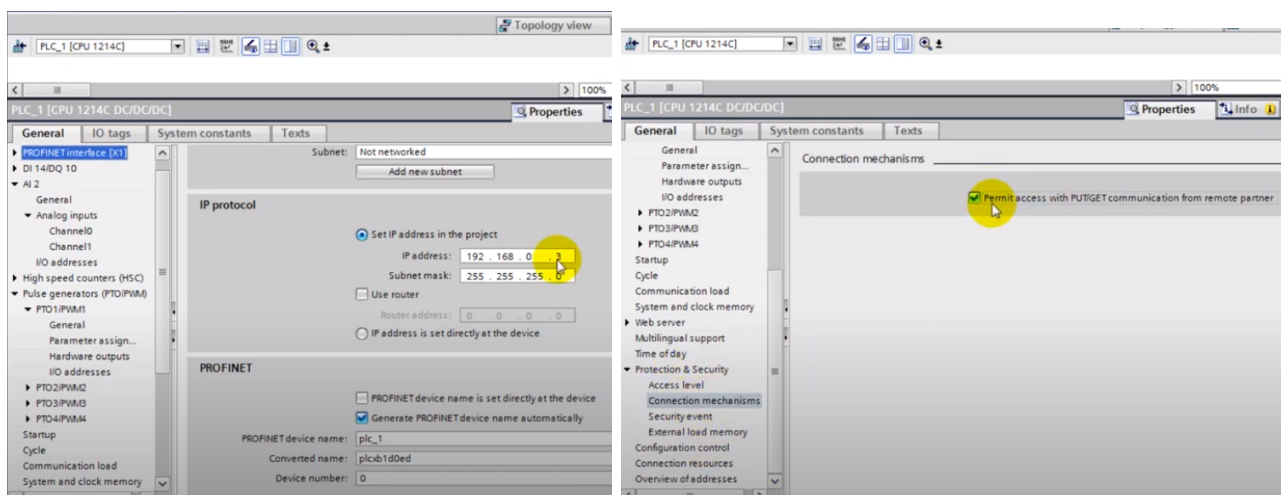 Topology view
PLC_1 [CPU 1214C]
100%
PLC_1 [CPU 1214C DC/DC/DC]
Properties
General IO tags System constants Texts
PROFINET interface [X1]
DI 14/DQ 10
AI 2
General
Analog inputs
Channel0
Channel1
I/O addresses
High speed counters (HSC)
Pulse generators (PTO/PWM)
PTO1/PWM1
General
Parameter assign...
Hardware outputs
I/O addresses
PTO2/PWM2
PTO3/PWM3
PTO4/PWM4
Startup
Cycle
Communication load
System and clock memory
Subnet: Not networked
Add new subnet
IP protocol
Set IP address in the project
IP address: 192 . 168 . 0 . 3
Subnet mask: 255 . 255 . 255 . 0
Use router
Router address: 0 . 0 . 0 . 0
IP address is set directly at the device
PROFINET
PROFINET device name is set directly at the device
Generate PROFINET device name automatically
PROFINET device name: plc_1
Converted name: plcxb1d0ed
Device number: 0
PLC_1 [CPU 1214C]
100%
PLC_1 [CPU 1214C DC/DC/DC]
Properties Info
General IO tags System constants Texts
General
Parameter assign...
Hardware outputs
I/O addresses
PTO2/PWM2
PTO3/PWM3
PTO4/PWM4
Startup
Cycle
Communication load
System and clock memory
Web server
Multilingual support
Time of day
Protection & Security
Access level
Connection mechanisms
Security event
External load memory
Configuration control
Connection resources
Overview of addresses
Connection mechanisms
Permit access with PUT/GET communication from remote partner